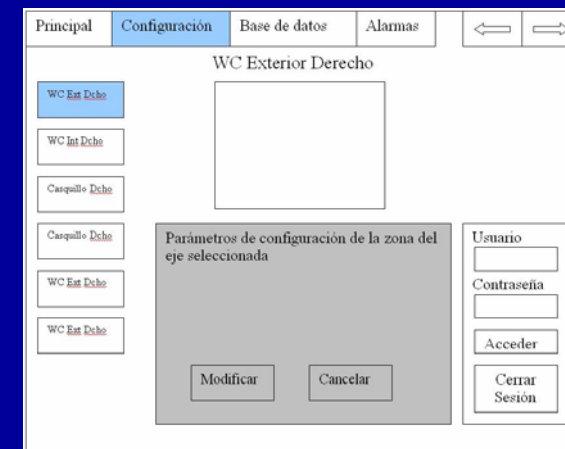 Principal
Configuración
Base de datos
Alarmas
WC Exterior Derecho
WC Ext Dcho
WC Int Dcho
Casquillo Dcho
Casquillo Dcho
WC Ext Dcho
WC Ext Dcho
Parámetros de configuración de la zona del
eje seleccionada
Modificar
Cancelar
Usuario
Contraseña
Acceder
Cerrar
Sesión